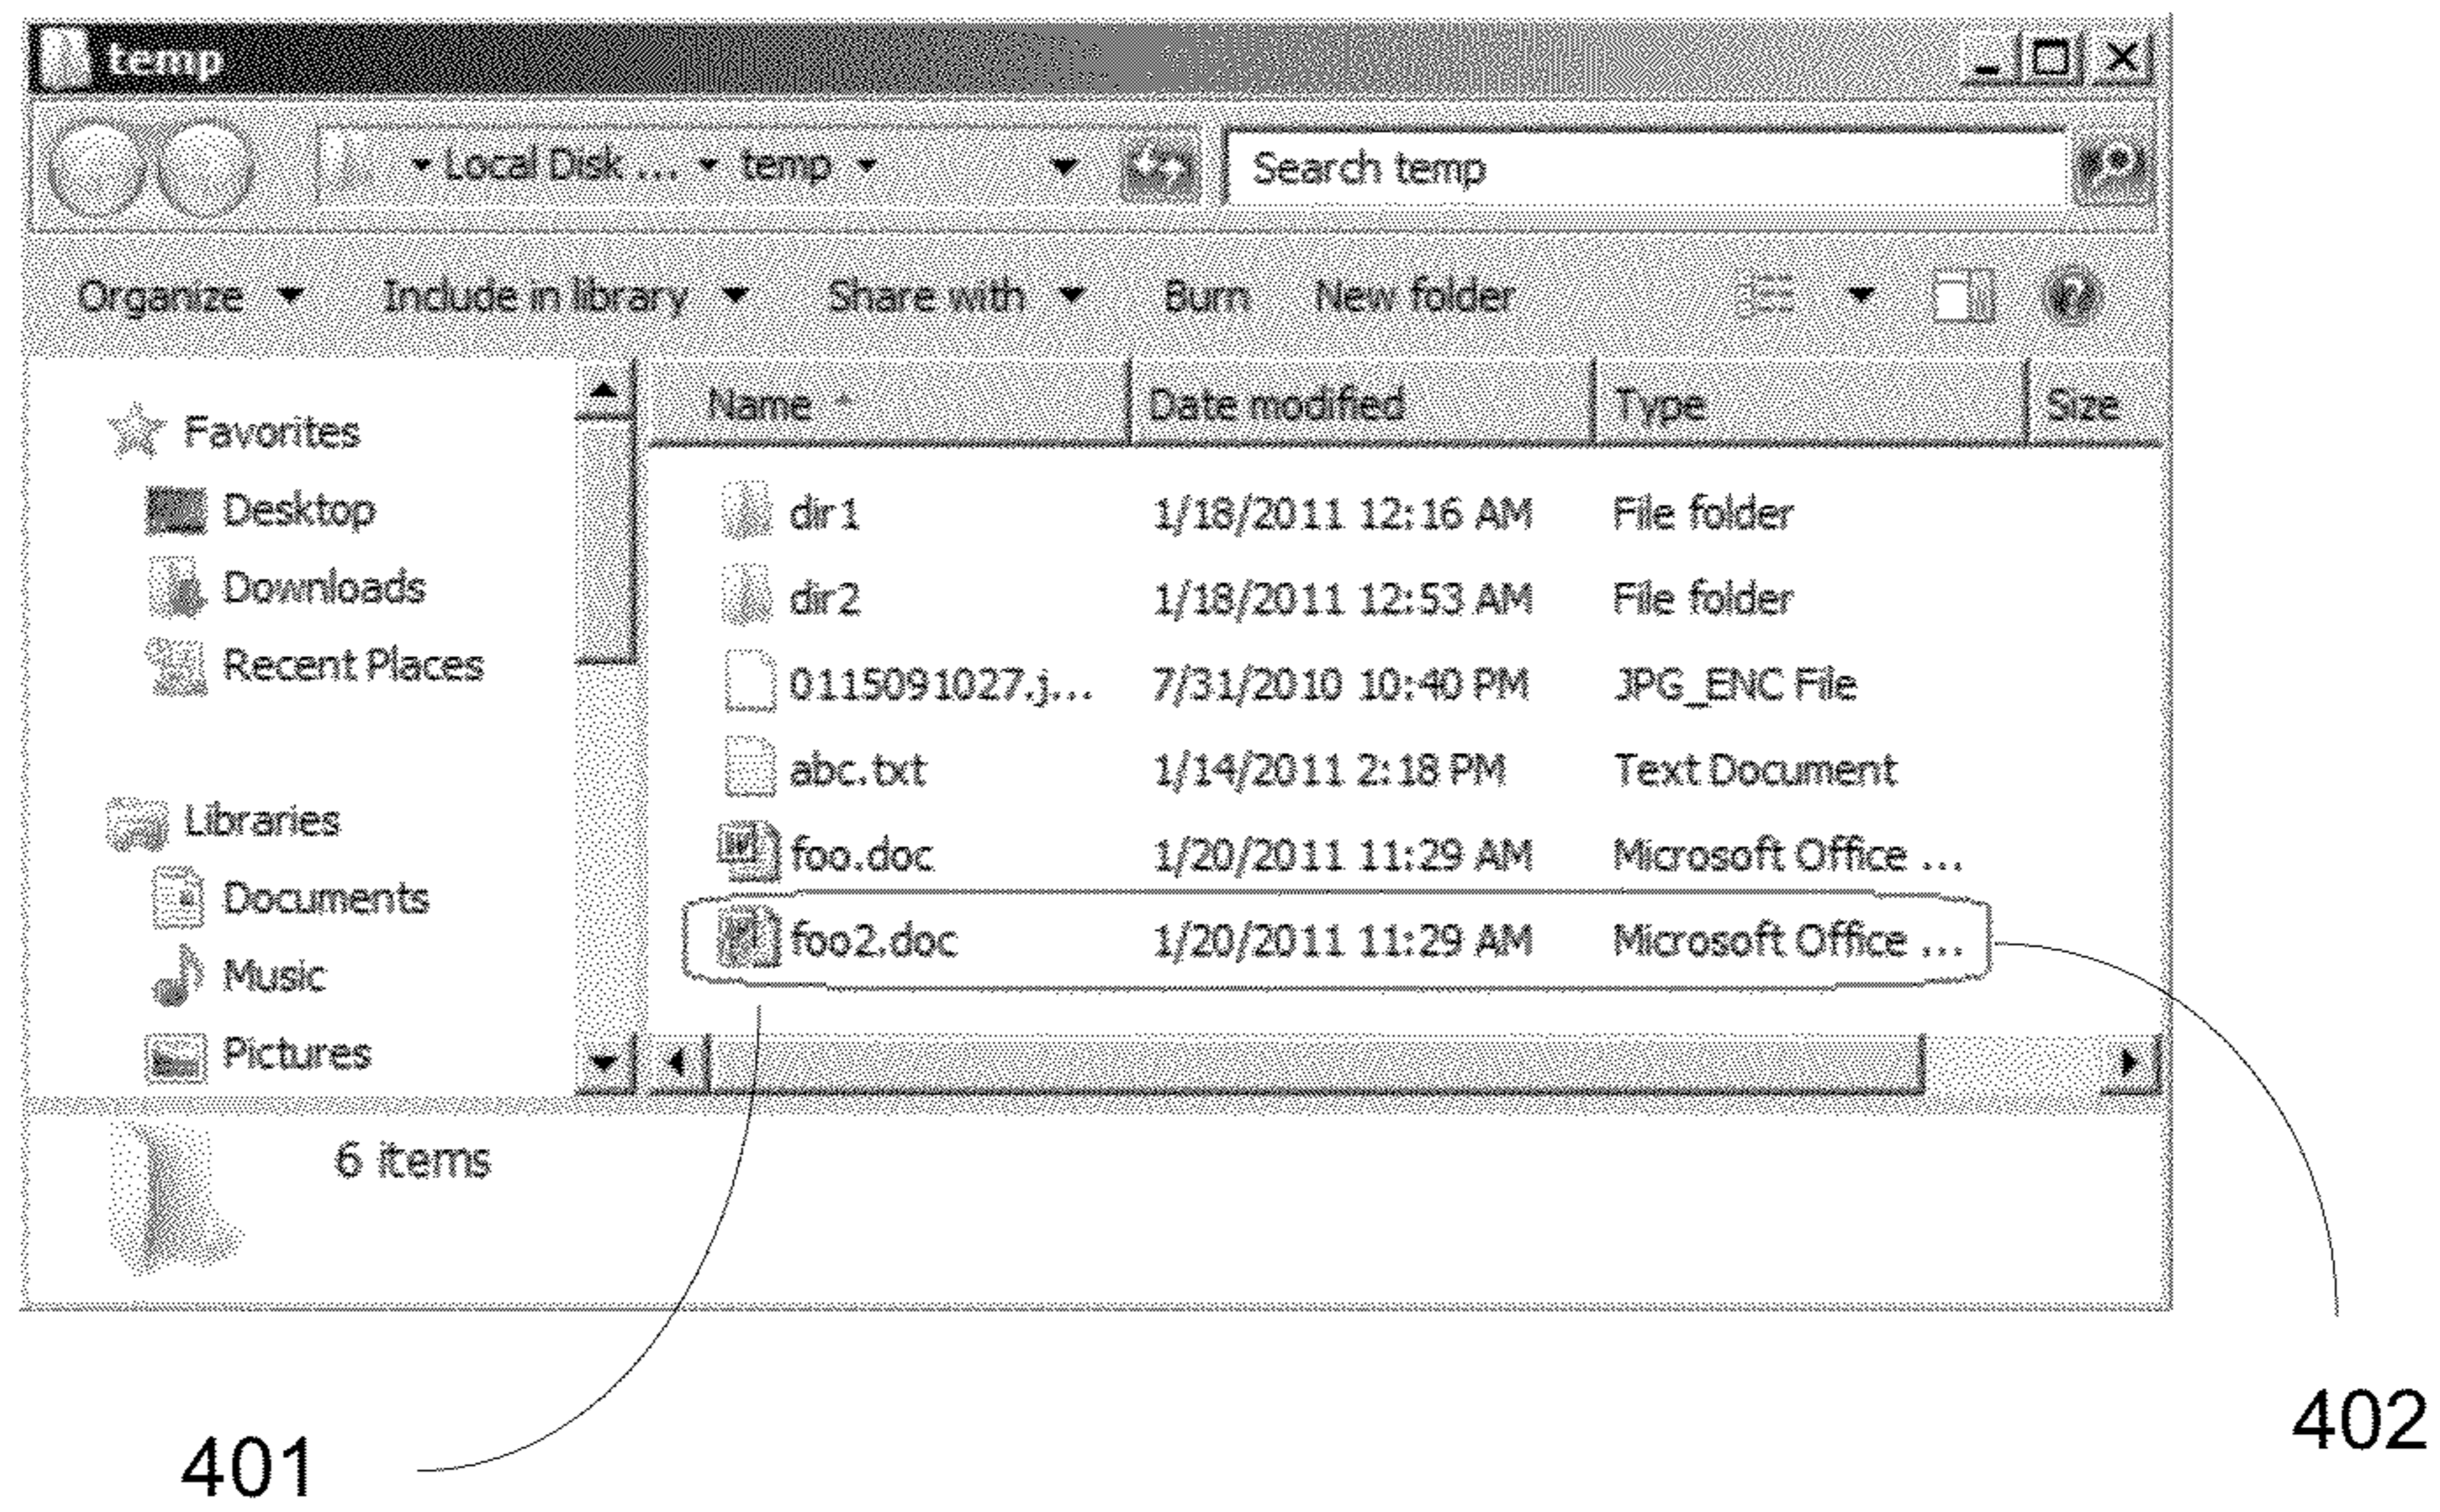 temp
Local Disk ... temp
Search temp
Organize Include in library Share with Burn New folder
Favorites
Desktop
Downloads
Recent Places
Libraries
Documents
Music
Pictures
Name Date modified Type Size
dir1 1/18/2011 12:16 AM File folder
dir2 1/18/2011 12:53 AM File folder
0115091027.j... 7/31/2010 10:40 PM JPG_ENC File
abc.txt 1/14/2011 2:18 PM Text Document
foo.doc 1/20/2011 11:29 AM Microsoft Office ...
foo2.doc 1/20/2011 11:29 AM Microsoft Office ...
6 items
401
402